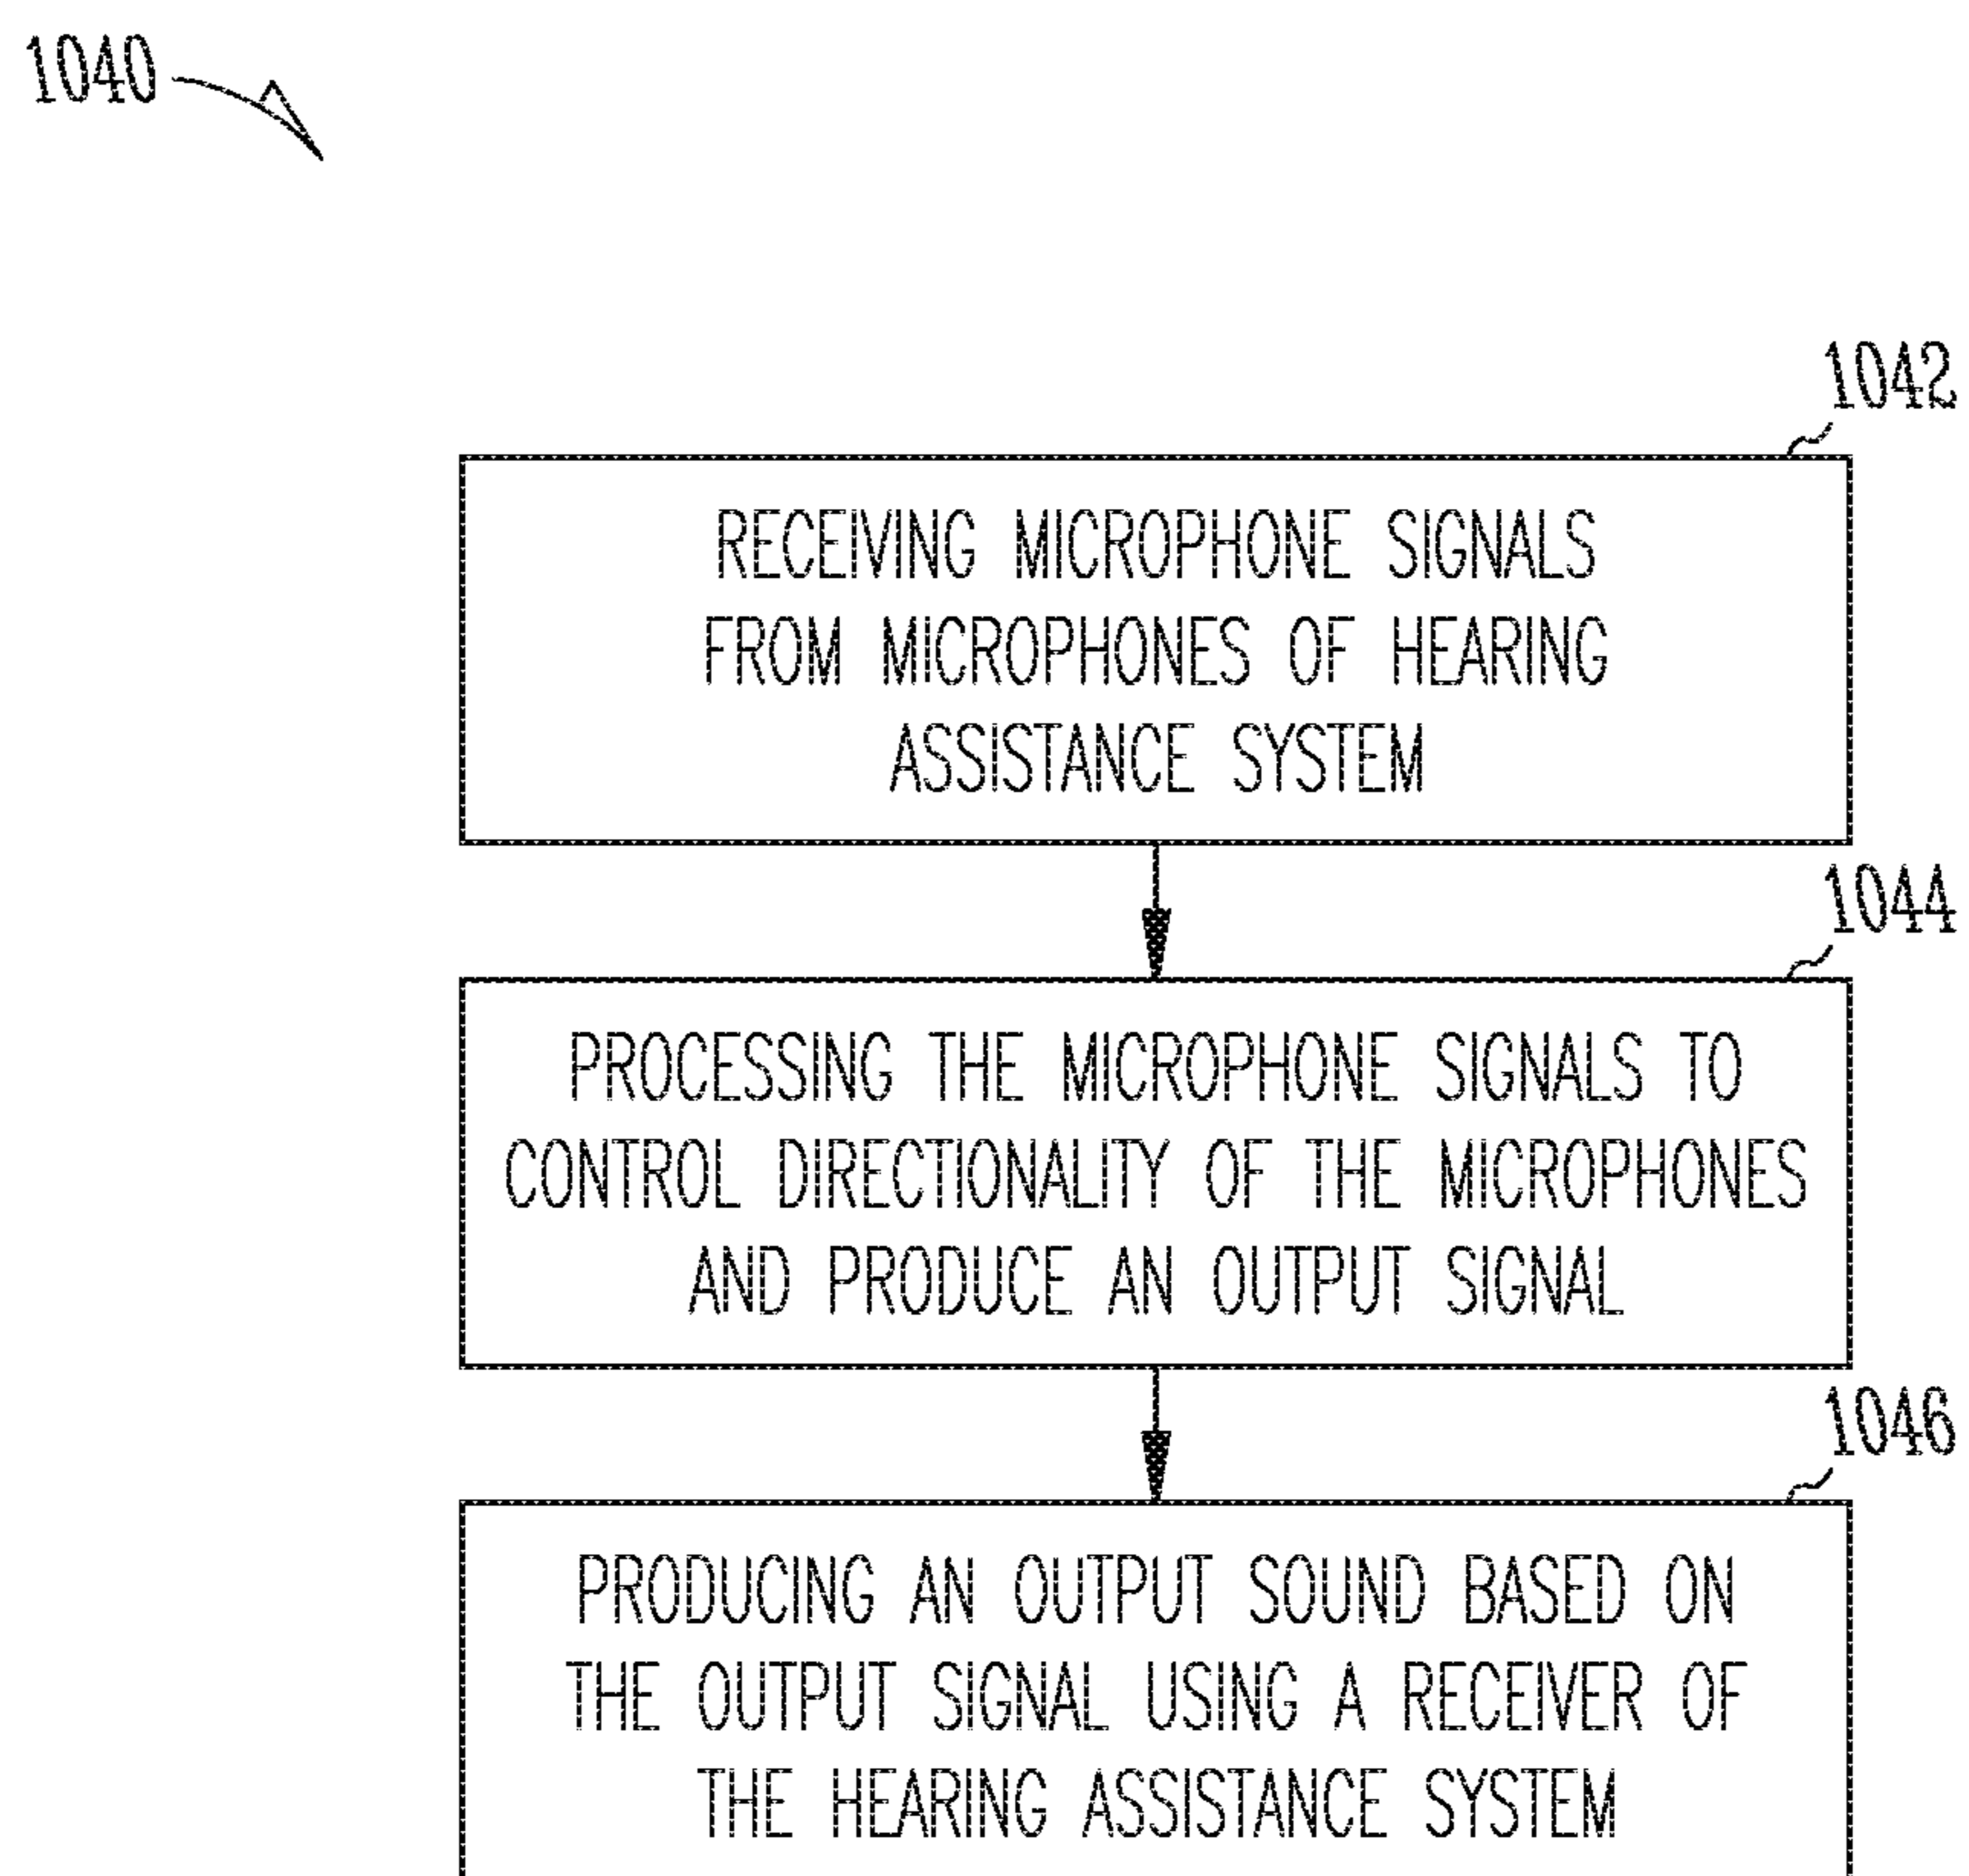 1040
1042
RECEIVING MICROPHONE SIGNALS
FROM MICROPHONES OF HEARING
ASSISTANCE SYSTEM
1044
PROCESSING THE MICROPHONE SIGNALS TO
CONTROL DIRECTIONALITY OF THE MICROPHONES
AND PRODUCE AN OUTPUT SIGNAL
1046
PRODUCING AN OUTPUT SOUND BASED ON
THE OUTPUT SIGNAL USING A RECEIVER OF
THE HEARING ASSISTANCE SYSTEM